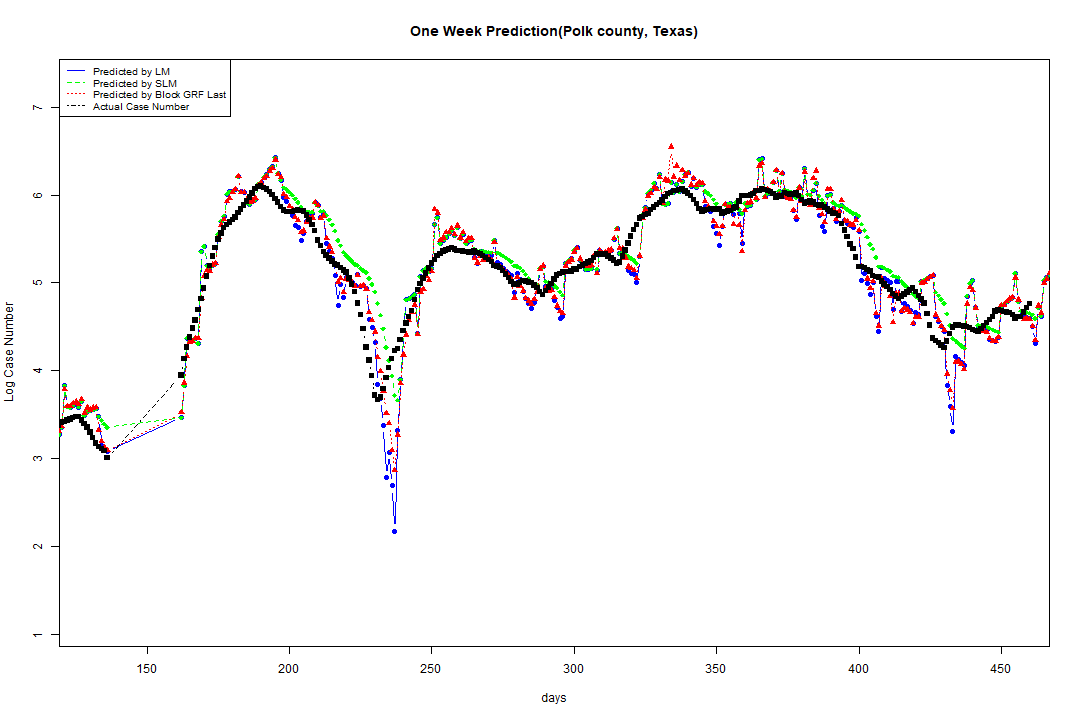 One Week Prediction(Polk county, Texas)
Predicted by LM
Predicted by SLM
Predicted by Block GRF Last
Actual Case Number
Log Case Number
7
6
5
4
3
2
1
150 200 250 300 350 400 450
days